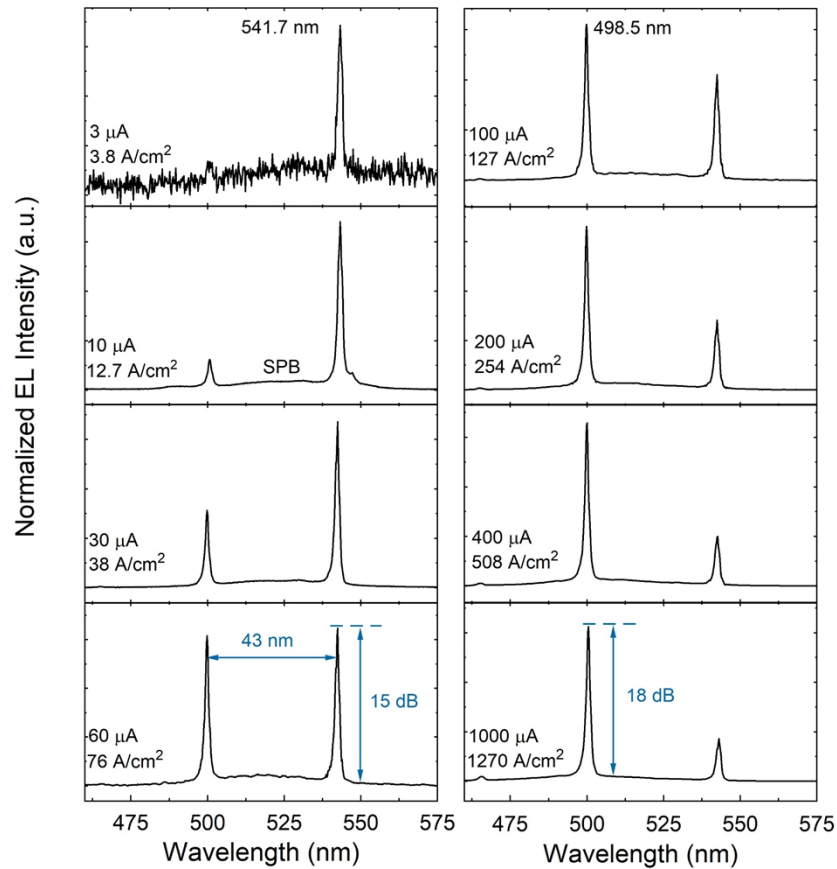 Normalized EL Intensity (a.u.)
541.7 nm
3 μA
3.8 A/cm²
10 μA
12.7 A/cm²
SPB
30 μA
38 A/cm²
43 nm
15 dB
60 μA
76 A/cm²
475 500 525 550 575
Wavelength (nm)
498.5 nm
100 μA
127 A/cm²
200 μA
254 A/cm²
400 μA
508 A/cm²
18 dB
1000 μA
1270 A/cm²
475 500 525 550 575
Wavelength (nm)